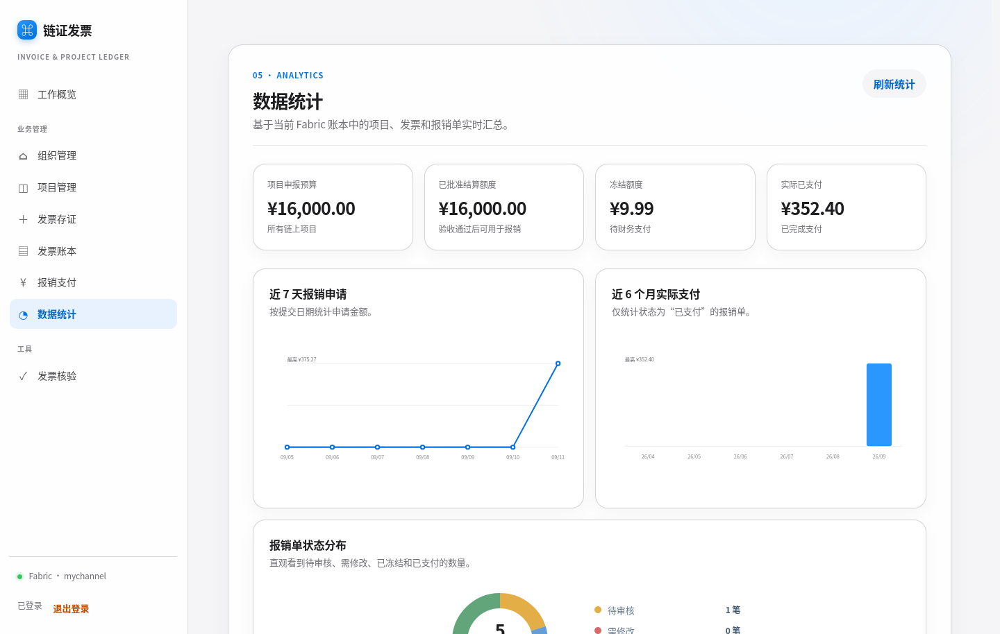 链证发票
INVOICE & PROJECT LEDGER
工作概览
业务管理
组织管理
项目管理
发票存证
发票账本
¥ 报销支付
数据统计
工具
发票核验
Fabric · mychannel
已登录 退出登录
05 · ANALYTICS
数据统计
基于当前 Fabric 账本中的项目、发票和报销单实时汇总。
刷新统计
项目申报预算
¥16,000.00
所有链上项目
已批准结算额度
¥16,000.00
验收通过后可用于报销
冻结额度
¥9.99
待财务支付
实际已支付
¥352.40
已完成支付
近 7 天报销申请
按提交日期统计申请金额。
最高 ¥375.27
09/05 09/06 09/07 09/08 09/09 09/10 09/11
近 6 个月实际支付
仅统计状态为“已支付”的报销单。
最高 ¥352.40
26/04 26/05 26/06 26/07 26/08 26/09
报销单状态分布
直观看到待审核、需修改、已冻结和已支付的数量。
5
待审核 1 笔
需修改 0 笔